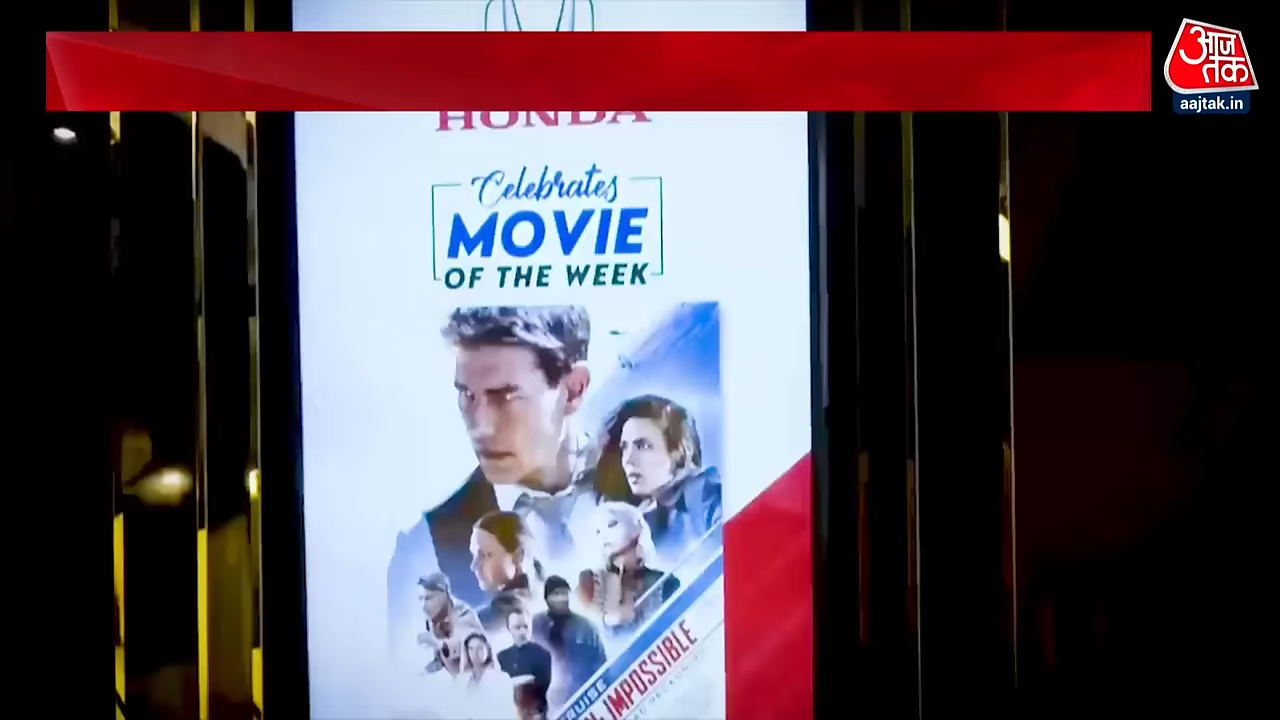 आज
तक
aajtak.in
HONDA
Celebrates
MOVIE
OF THE WEEK
IMPOSSIBLE